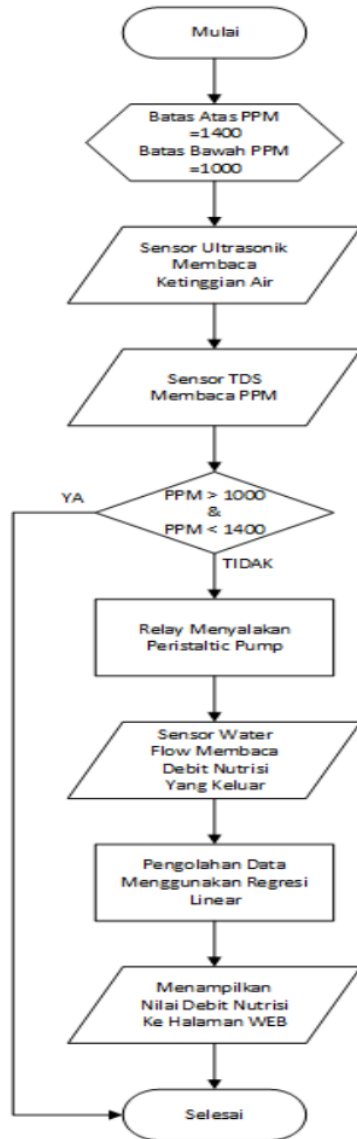 Mulai
Batas Atas PPM
=1400
Batas Bawah PPM
=1000
Sensor Ultrasonik
Membaca
Ketinggian Air
Sensor TDS
Membaca PPM
YA
PPM > 1000
&
PPM < 1400
TIDAK
Relay Menyalakan
Peristaltic Pump
Sensor Water
Flow Membaca
Debit Nutrisi
Yang Keluar
Pengolahan Data
Menggunakan Regresi
Linear
Menampilkan
Nilai Debit Nutrisi
Ke Halaman WEB
Selesai